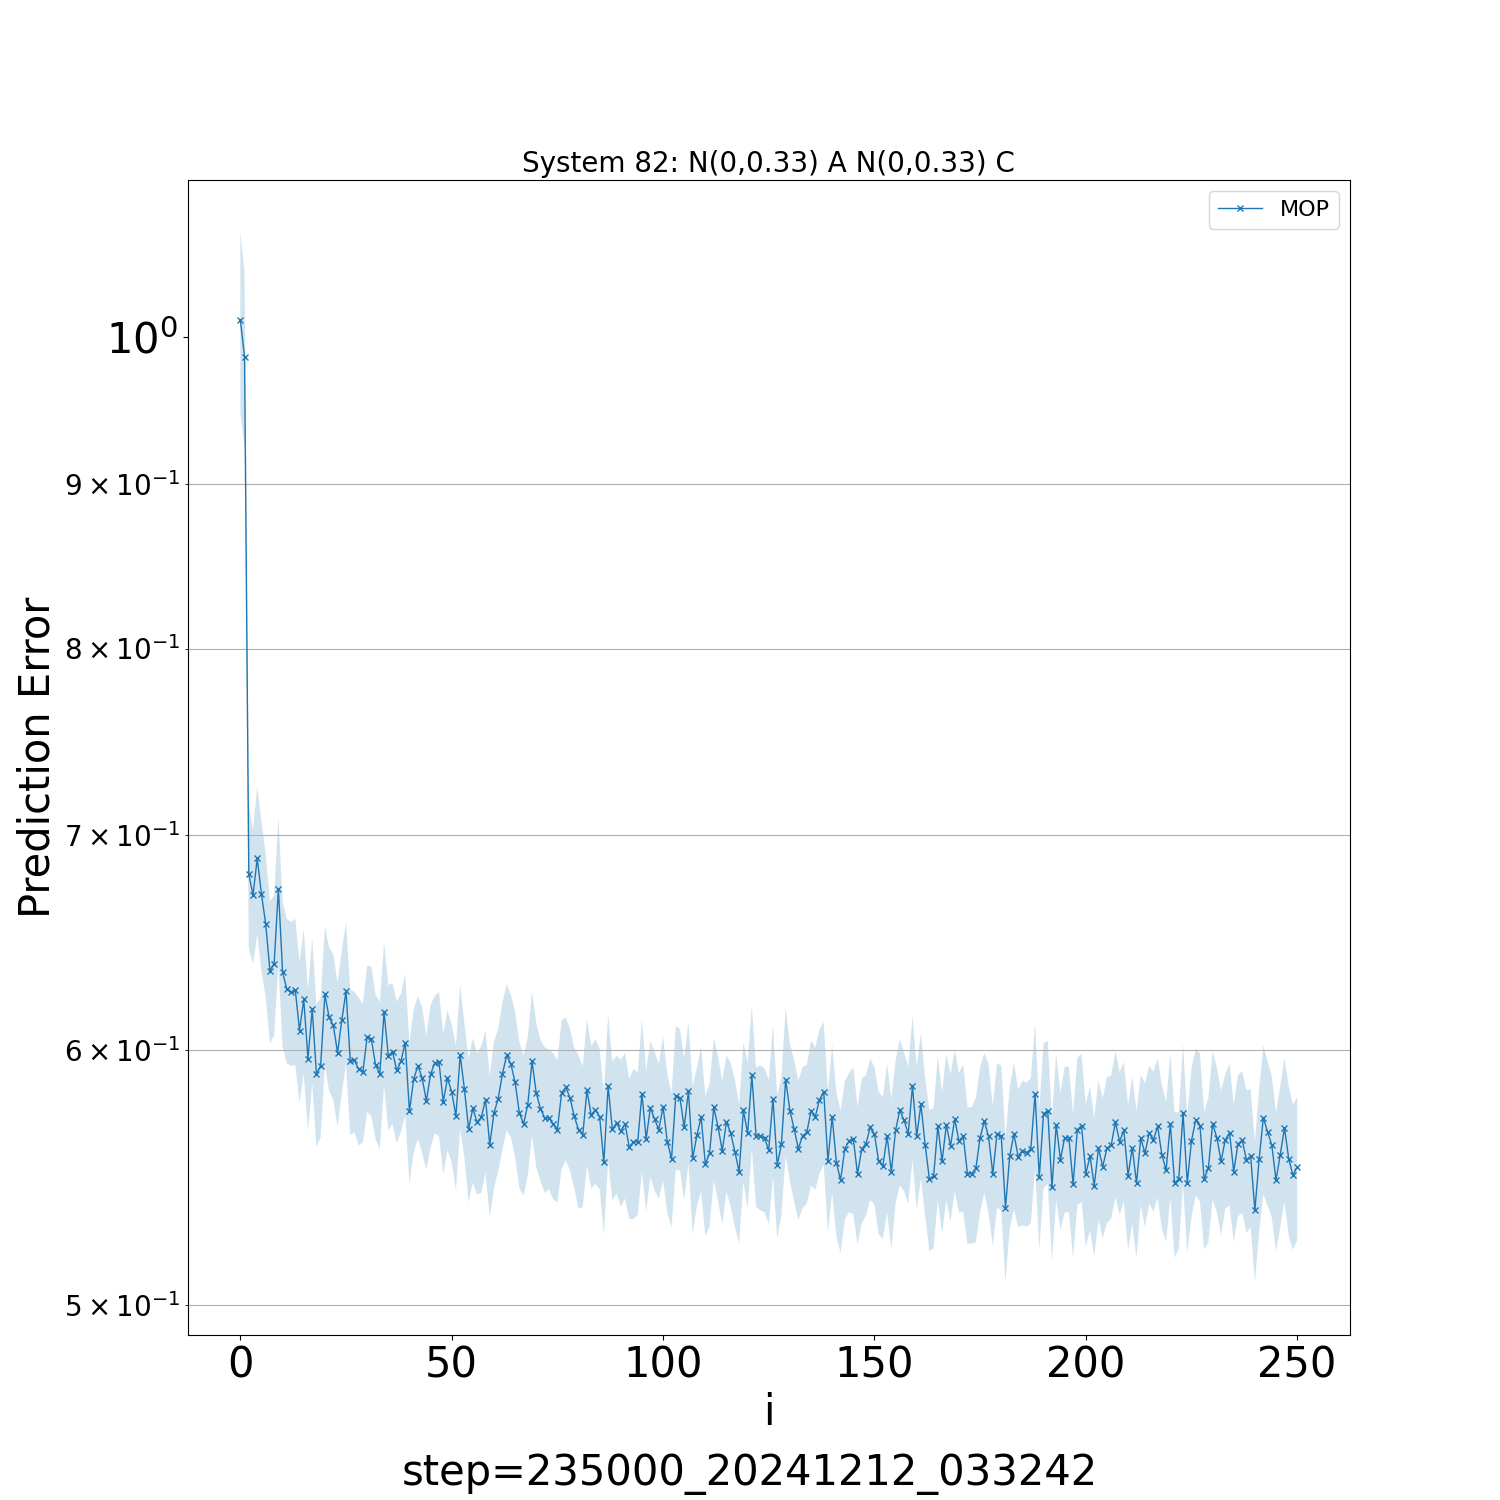 System 82: N(0,0.33) A N(0,0.33) C
MOP
10⁰
9 × 10⁻¹
8 × 10⁻¹
7 × 10⁻¹
6 × 10⁻¹
5 × 10⁻¹
Prediction Error
0 50 100 150 200 250
i
step=235000_20241212_033242